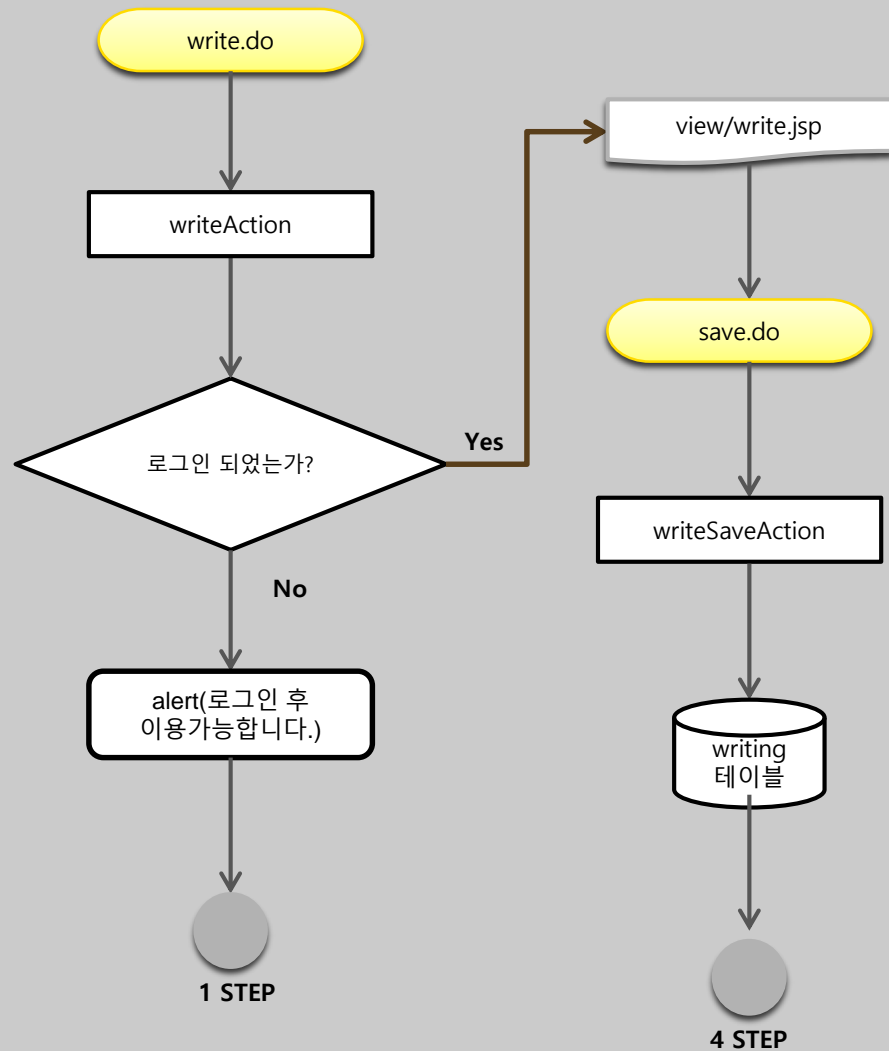 write.do
writeAction
로그인 되었는가?
Yes
No
alert(로그인 후
이용가능합니다.)
1 STEP
view/write.jsp
save.do
writeSaveAction
writing
테이블
4 STEP